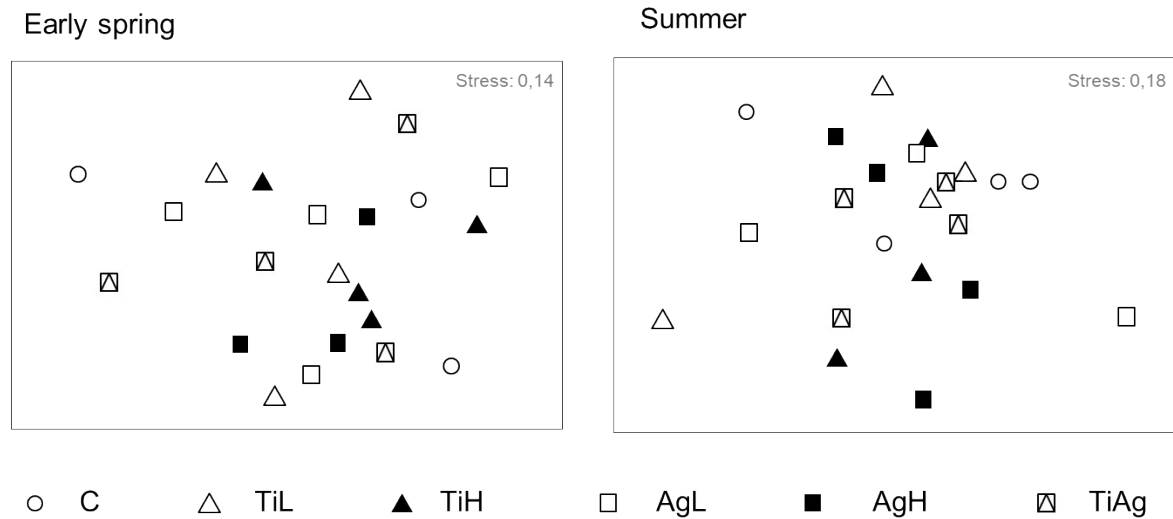 Early spring
Summer
Stress: 0,14
Stress: 0,18
C TiL TiH AgL AgH TiAg